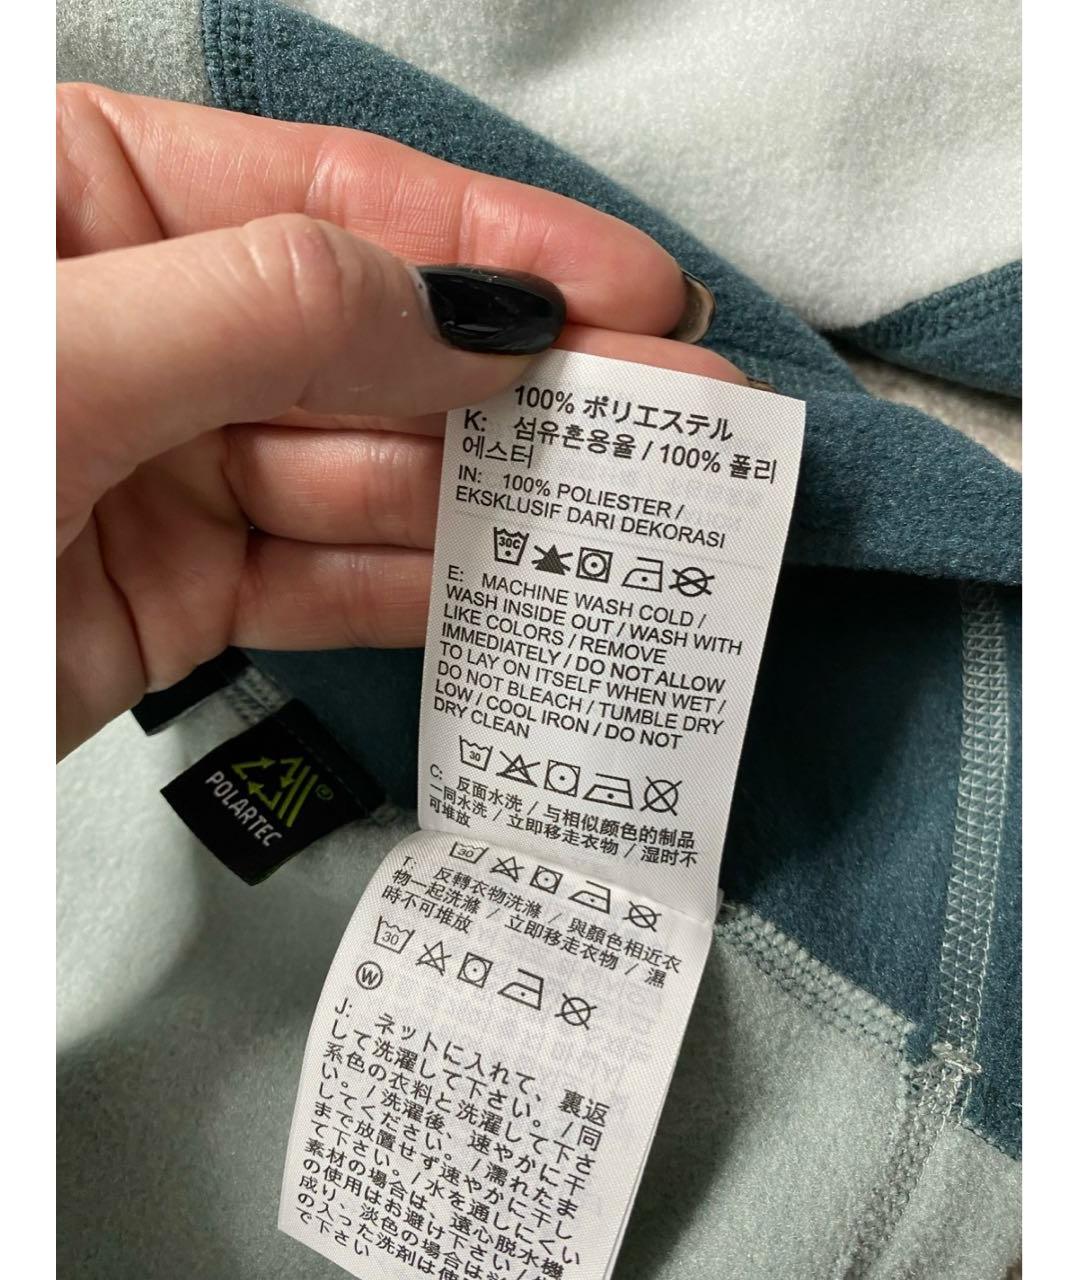 100% ポリエステル
K: 섬유혼용율 / 100% 폴리
에스터
IN: 100% POLIESTER /
EKSKLUSIF DARI DEKORASI
30C
E: MACHINE WASH COLD /
WASH INSIDE OUT / WASH WITH
LIKE COLORS / REMOVE
IMMEDIATELY / DO NOT ALLOW
TO LAY ON ITSELF WHEN WET /
DO NOT BLEACH / TUMBLE DRY
LOW / COOL IRON / DO NOT
DRY CLEAN
30
C: 反面水洗 / 与相似颜色的制品
一同水洗 / 立即移走衣物 / 湿时不
可堆放
30
T: 反轉衣物洗滌 / 與顏色相近衣
物一起洗滌 / 立即移走衣物 / 濕
時不可堆放
30
W
J: ネットに入れて、裏返
して洗濯して下さい。/ 同
系色の衣料と洗濯して下さ
い。/ 洗濯後、速やかに干
してください。/ 濡れたま
まで放置せず速やかに干し
て下さい。/ 水を通しにくい
素材の場合は、遠心脱水機
の使用はお避け下さい /
成り、淡色の場合は
の入った洗剤は使
で下さい
POLARTEC®